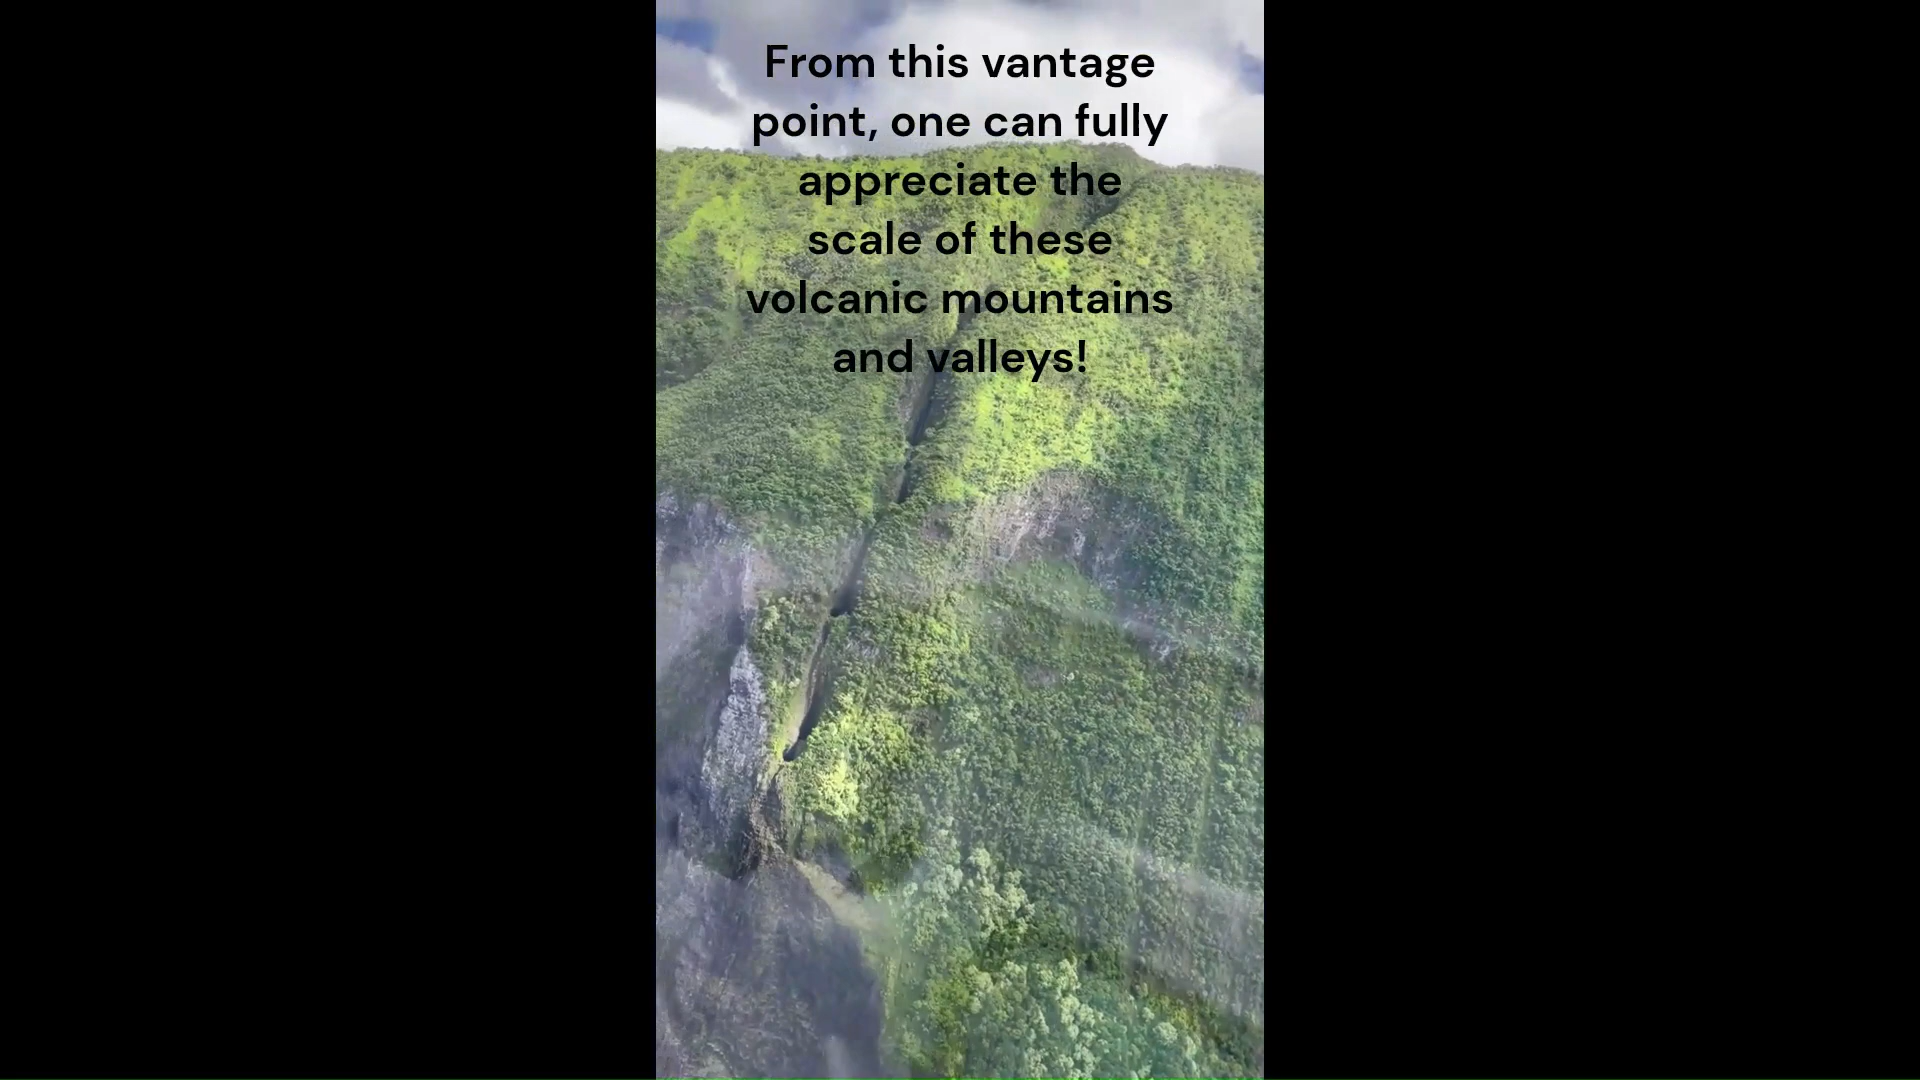 From this vantage
point, one can fully
appreciate the
scale of these
volcanic mountains
and valleys!